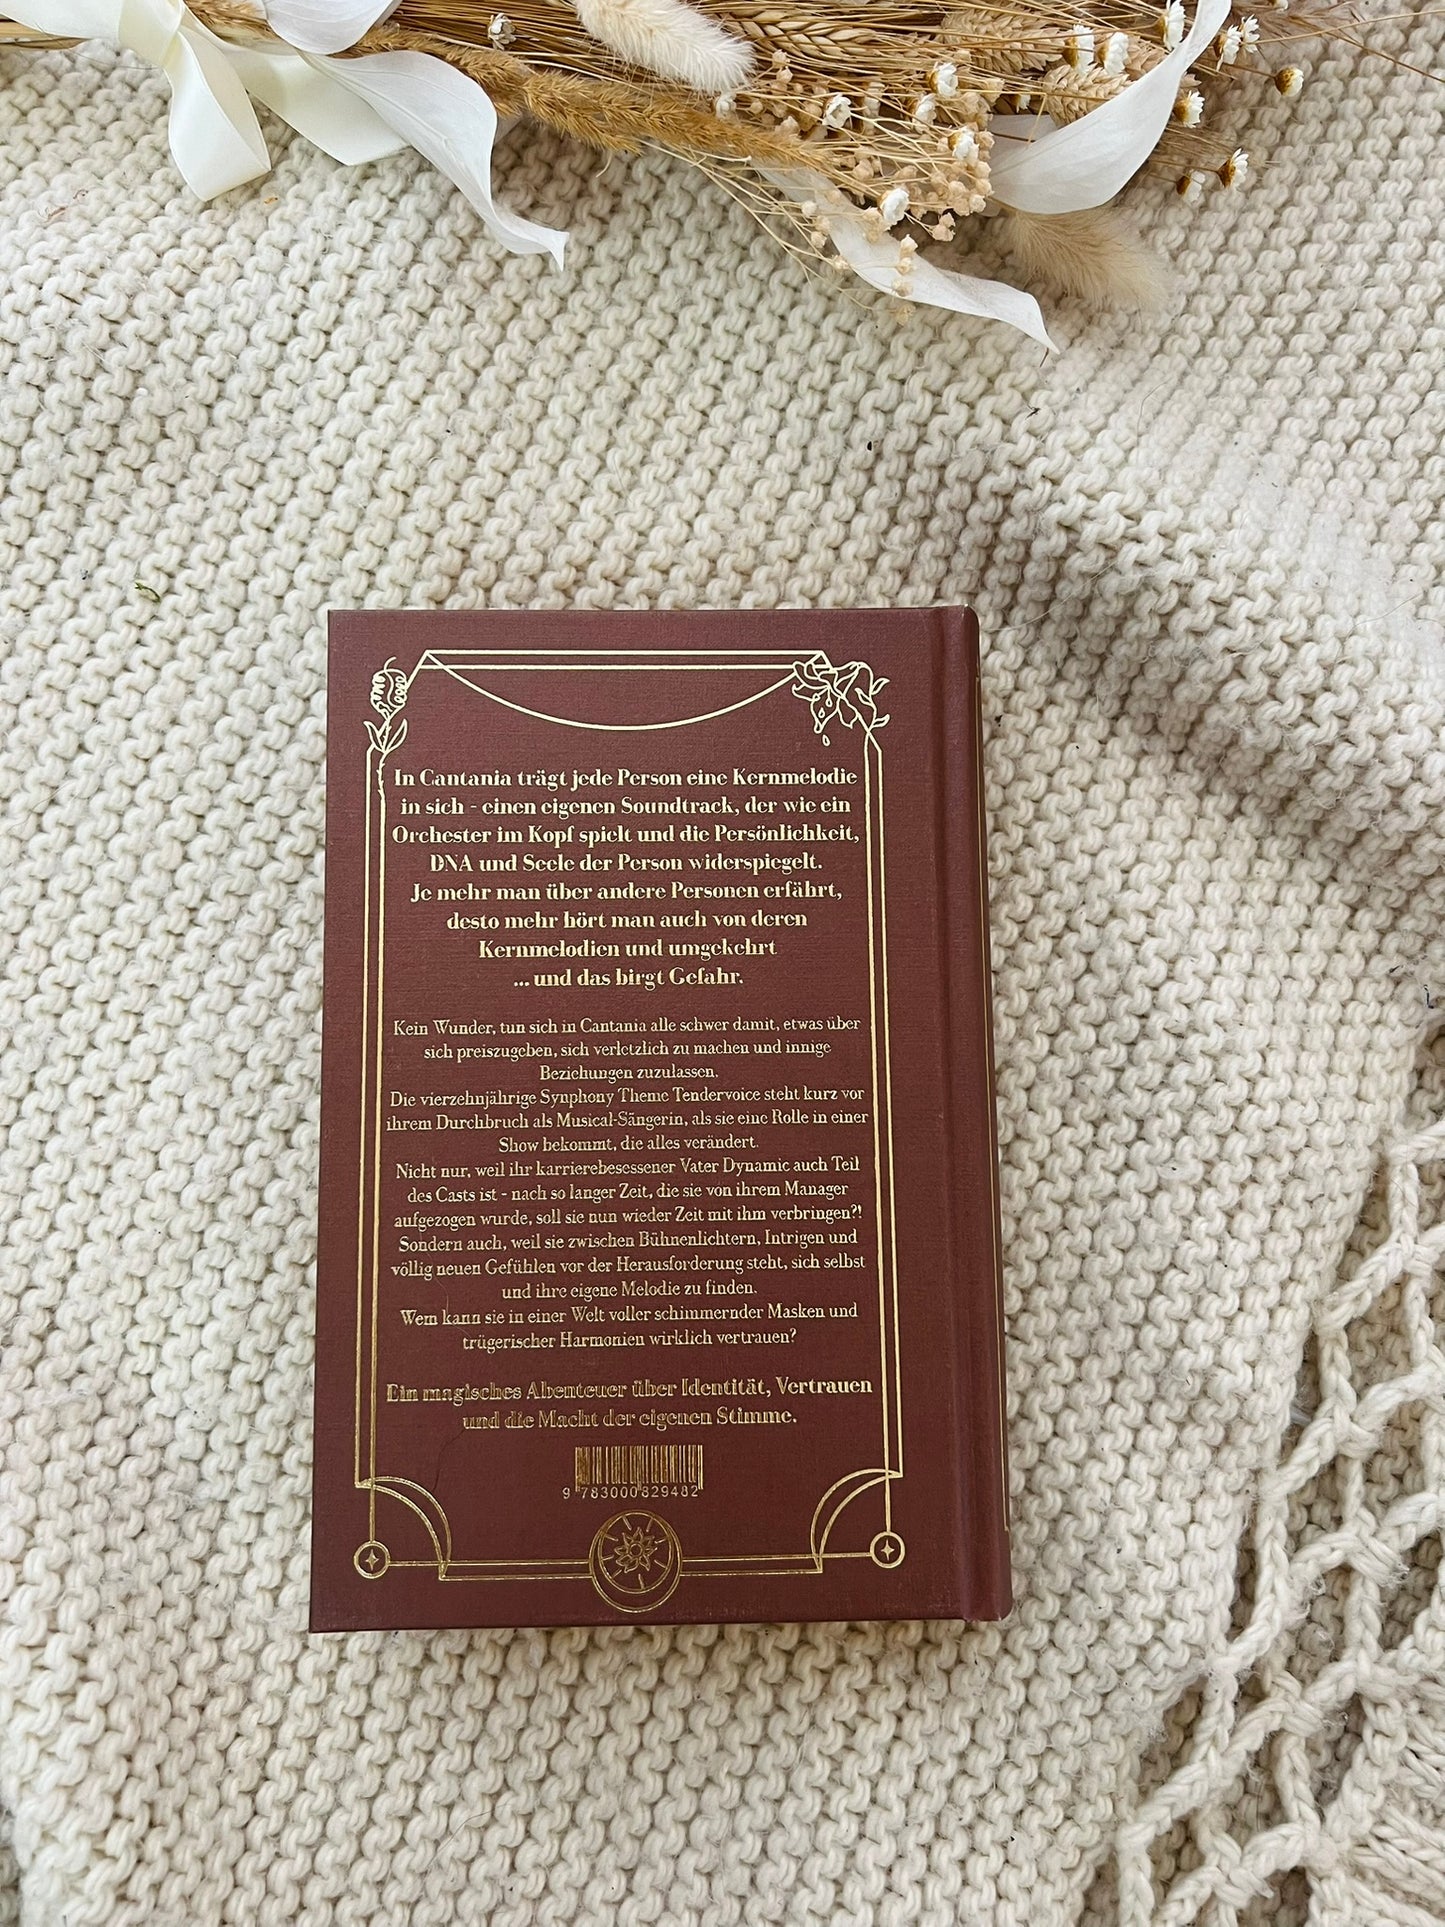 In Cantania trägt jede Person eine Kernmelodie
in sich - einen eigenen Soundtrack, der wie ein
Orchester im Kopf spielt und die Persönlichkeit,
DNA und Seele der Person widerspiegelt.
Je mehr man über andere Personen erfährt,
desto mehr hört man auch von deren
Kernmelodien und umgekehrt
... und das birgt Gefahr.
Kein Wunder, tun sich in Cantania alle schwer damit, etwas über
sich preiszugeben, sich verletzlich zu machen und innige
Beziehungen zuzulassen.
Die vierzehnjährige Synphony Theme Tendervoice steht kurz vor
ihrem Durchbruch als Musical-Sängerin, als sie eine Rolle in einer
Show bekommt, die alles verändert.
Nicht nur, weil ihr karrierebesessener Vater Dynamic auch Teil
des Casts ist - nach so langer Zeit, die sie von ihrem Manager
aufgezogen wurde, soll sie nun wieder Zeit mit ihm verbringen?!
Sondern auch, weil sie zwischen Bühnenlichtern, Intrigen und
völlig neuen Gefühlen vor der Herausforderung steht, sich selbst
und ihre eigene Melodie zu finden.
Wem kann sie in einer Welt voller schimmernder Masken und
trügerischer Harmonien wirklich vertrauen?
Ein magisches Abenteuer über Identität, Vertrauen
und die Macht der eigenen Stimme.
9 783000 829482